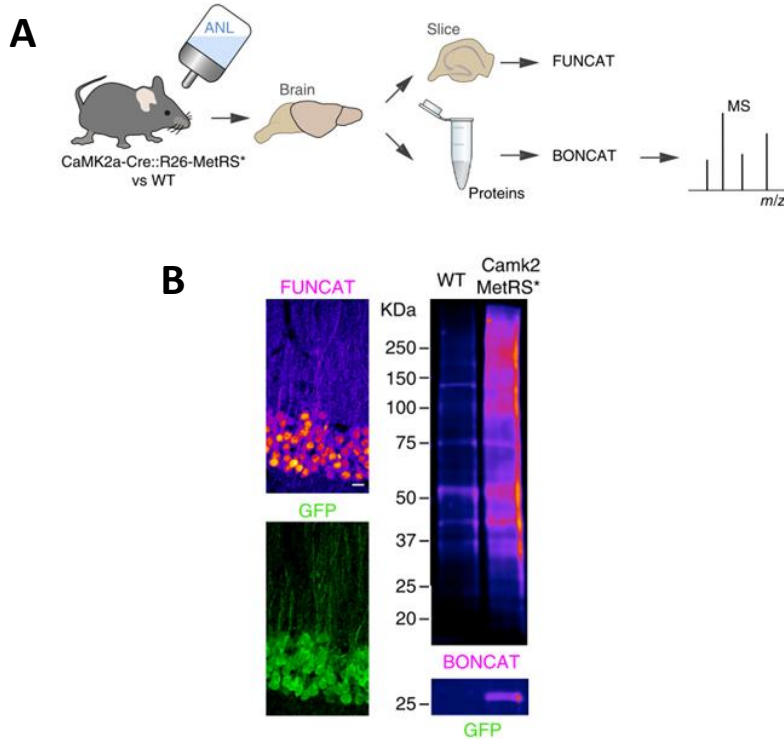 A
ANL
CaMK2a-Cre::R26-MetRS*
vs WT
Brain
Slice
FUNCAT
Proteins
BONCAT
MS
m/z
B
FUNCAT
GFP
WT
Camk2
MetRS*
KDa
250
150
100
75
50
37
25
20
BONCAT
25
GFP